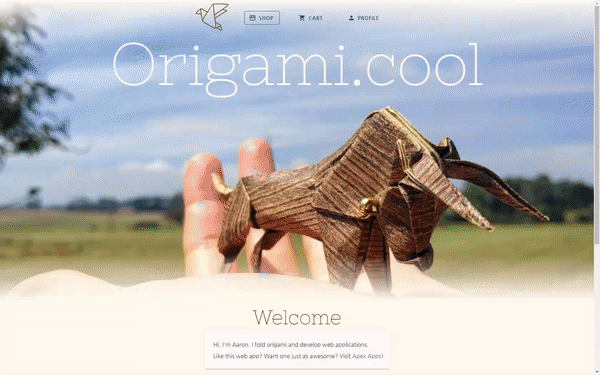 SHOP CART PROFILE
Origami.cool
Welcome
Hi, I'm Aaron. I fold origami and develop web applications.
Like this web app? Want one just as awesome? Visit Apex Apps!